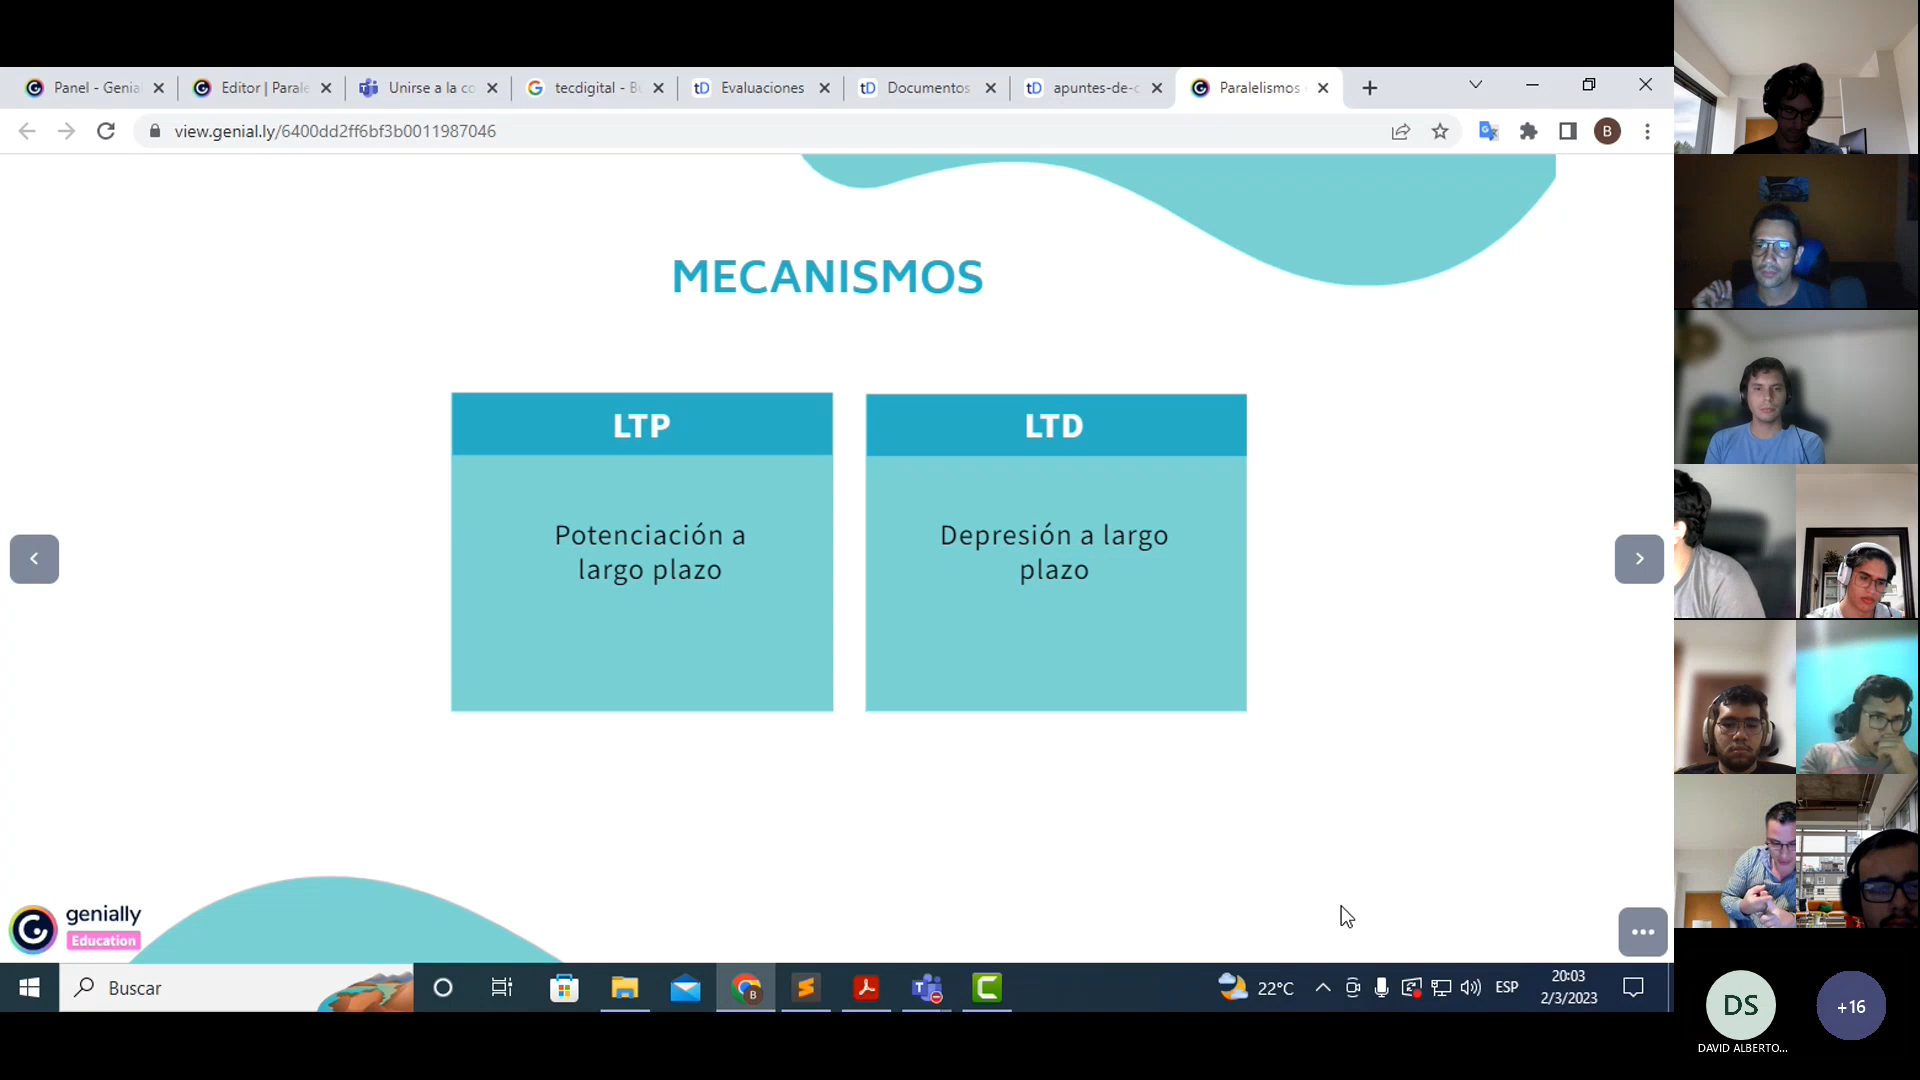 Panel - Genia
Editor | Parale
Unirse a la co
tecdigital - B
Evaluaciones
Documentos
apuntes-de-c
Paralelismos
view.genial.ly/6400dd2ff6bf3b0011987046
B
MECANISMOS
LTP
LTD
Potenciación a
largo plazo
Depresión a largo
plazo
genially
Education
Buscar
22°C
ESP
20:03
2/3/2023
DS
DAVID ALBERTO...
+16